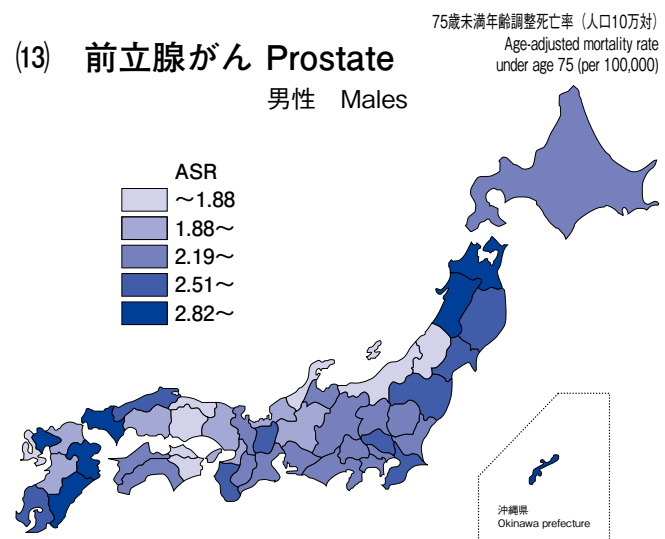 75歳未満年齢調整死亡率（人口10万対）
Age-adjusted mortality rate
under age 75 (per 100,000)
⒀ 前立腺がん Prostate
男性 Males
ASR
～1.88
1.88～
2.19～
2.51～
2.82～
沖縄県
Okinawa prefecture